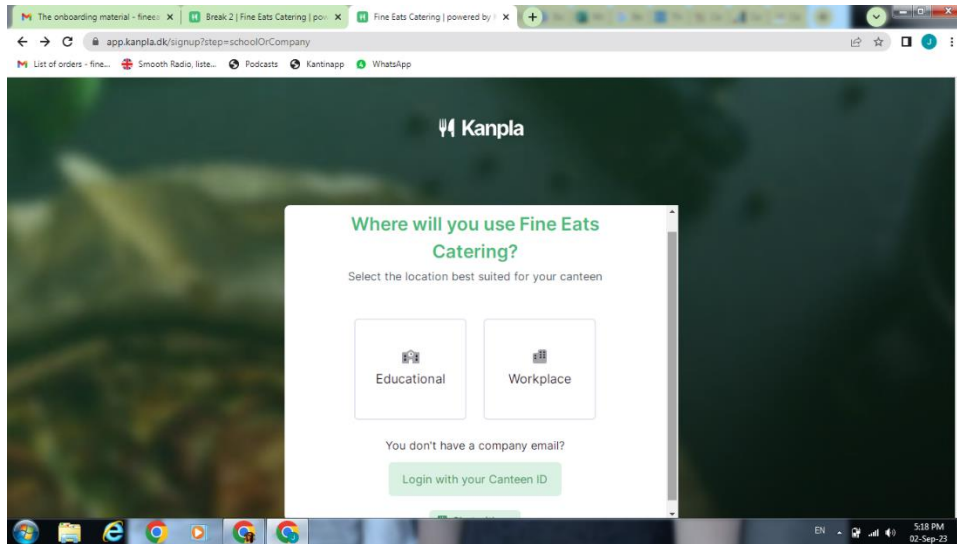 The onboarding material - finee
Break 2 | Fine Eats Catering | pow
Fine Eats Catering | powered by
app.kanpla.dk/signup?step=schoolOrCompany
List of orders - fine...
Smooth Radio, liste...
Podcasts
Kantinapp
WhatsApp
Kanpla
Where will you use Fine Eats
Catering?
Select the location best suited for your canteen
Educational
Workplace
You don't have a company email?
Login with your Canteen ID
EN
5:18 PM
02-Sep-23